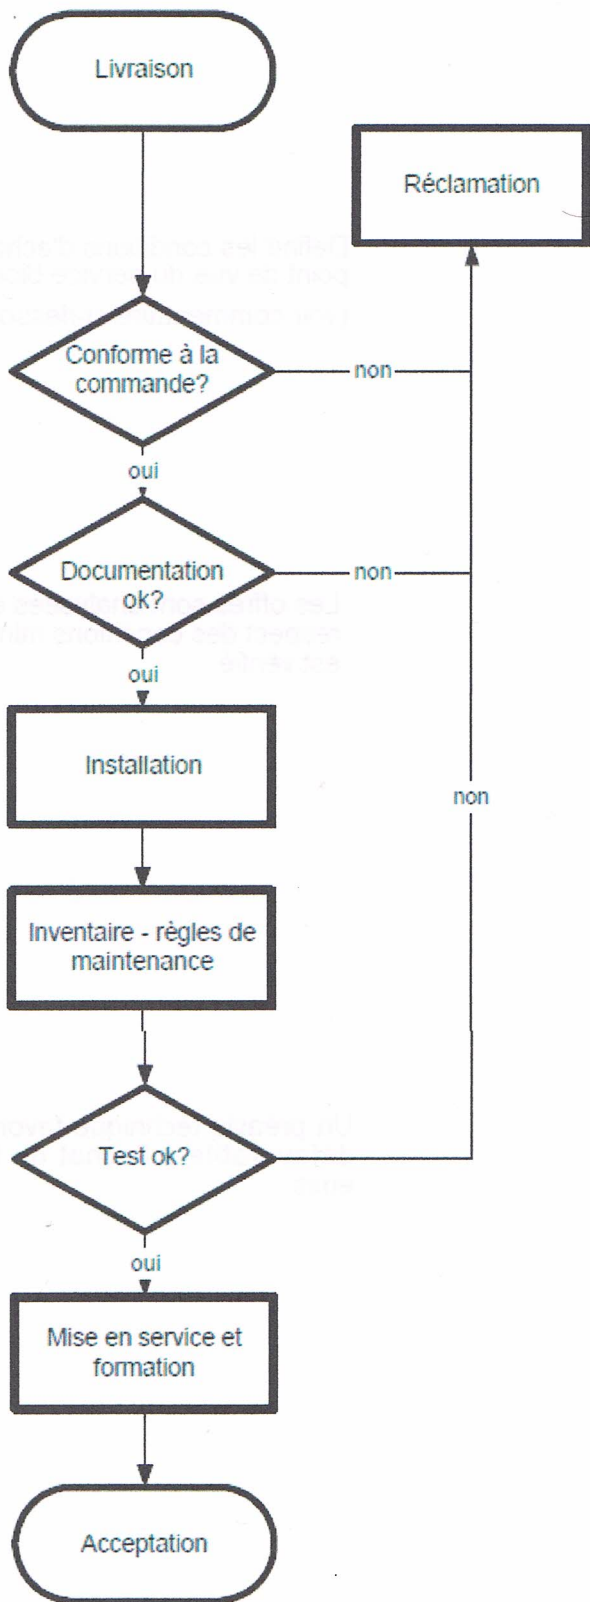 Livraison
Réclamation
Conforme à la
commande?
non
oui
Documentation
ok?
non
oui
Installation
non
Inventaire - règles de
maintenance
Test ok?
oui
Mise en service et
formation
Acceptation